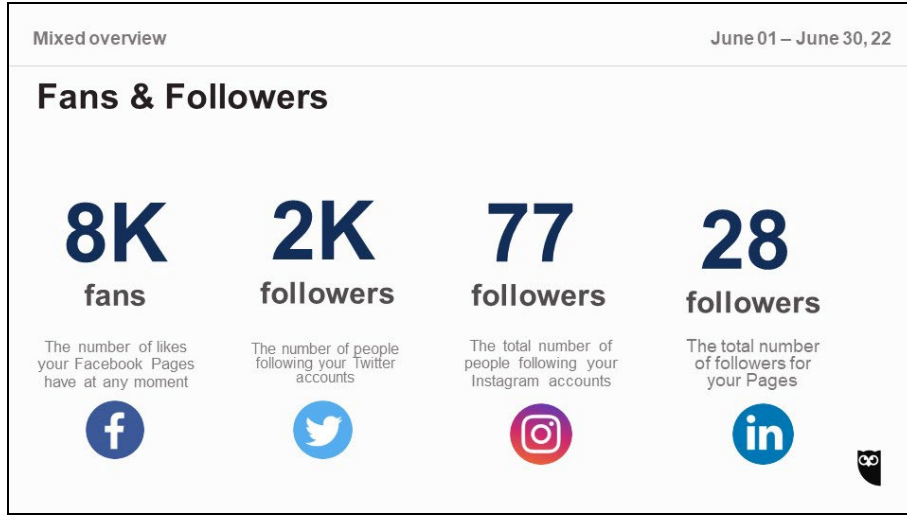 Mixed overview
June 01 – June 30, 22
Fans & Followers
8K
fans
The number of likes
your Facebook Pages
have at any moment
2K
followers
The number of people
following your Twitter
accounts
77
followers
The total number of
people following your
Instagram accounts
28
followers
The total number
of followers for
your Pages
f
in